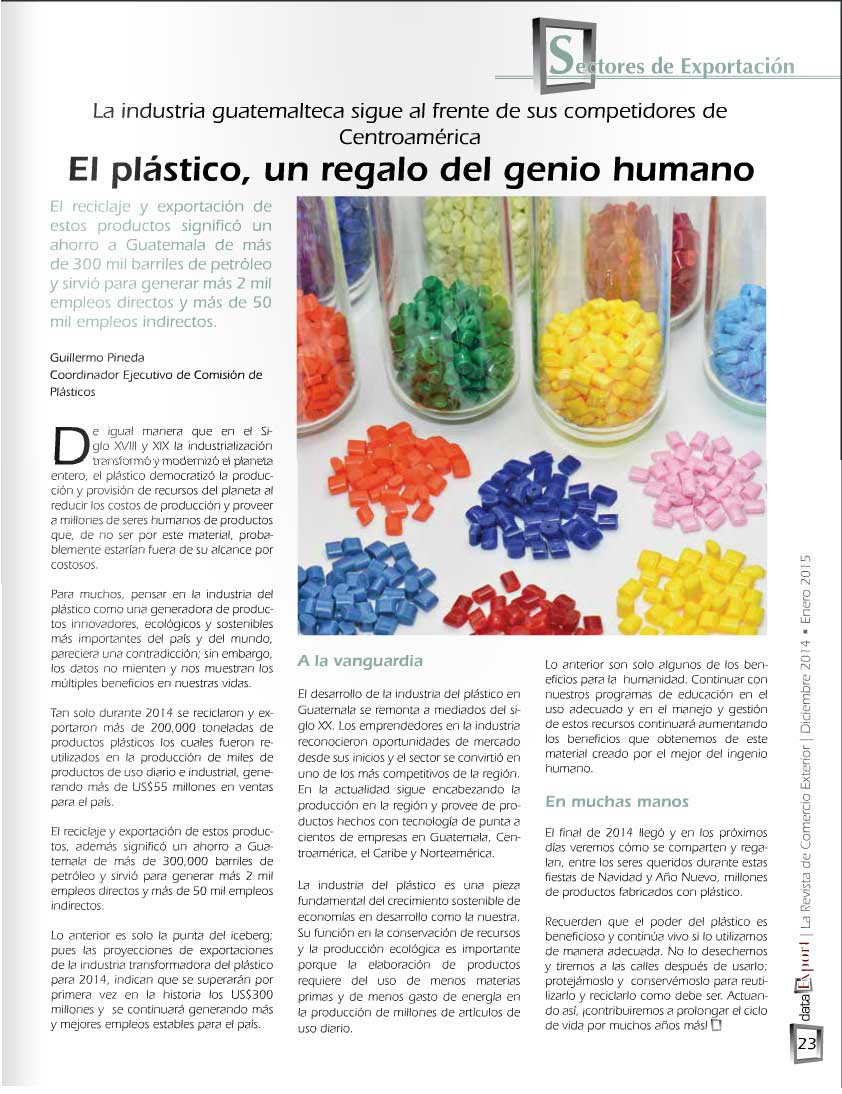 Sectores de Exportación
La industria guatemalteca sigue al frente de sus competidores de
Centroamérica
El plástico, un regalo del genio humano
El reciclaje y exportación de
estos productos significó un
ahorro a Guatemala de más
de 300 mil barriles de petróleo
y sirvió para generar más 2 mil
empleos directos y más de 50
mil empleos indirectos.
Guillermo Pineda
Coordinador Ejecutivo de Comisión de
Plásticos
De igual manera que en el Si-
glo XVIII y XIX la industrialización
transformó y modernizó el planeta
entero, el plástico democratizó la produc-
ción y provisión de recursos del planeta al
reducir los costos de producción y proveer
a millones de seres humanos de productos
que, de no ser por este material, proba-
blemente estarían fuera de su alcance por
costosos.
Para muchos, pensar en la industria del
plástico como una generadora de produc-
tos innovadores, ecológicos y sostenibles
más importantes del país y del mundo,
pareciera una contradicción; sin embargo,
los datos no mienten y nos muestran los
múltiples beneficios en nuestras vidas.
Tan solo durante 2014 se reciclaron y ex-
portaron más de 200,000 toneladas de
productos plásticos los cuales fueron re-
utilizados en la producción de miles de
productos de uso diario e industrial, gene-
rando más de US$55 millones en ventas
para el país.
El reciclaje y exportación de estos produc-
tos, además significó un ahorro a Gua-
temala de más de 300,000 barriles de
petróleo y sirvió para generar más 2 mil
empleos directos y más de 50 mil empleos
indirectos.
Lo anterior es solo la punta del iceberg;
pues las proyecciones de exportaciones
de la industria transformadora del plástico
para 2014, indican que se superarán por
primera vez en la historia los US$300
millones y se continuará generando más
y mejores empleos estables para el país.
A la vanguardia
El desarrollo de la industria del plástico en
Guatemala se remonta a mediados del si-
glo XX. Los emprendedores en la industria
reconocieron oportunidades de mercado
desde sus inicios y el sector se convirtió en
uno de los más competitivos de la región.
En la actualidad sigue encabezando la
producción en la región y provee de pro-
ductos hechos con tecnología de punta a
cientos de empresas en Guatemala, Cen-
troamérica, el Caribe y Norteamérica.
La industria del plástico es una pieza
fundamental del crecimiento sostenible de
economías en desarrollo como la nuestra.
Su función en la conservación de recursos
y la producción ecológica es importante
porque la elaboración de productos
requiere del uso de menos materias
primas y de menos gasto de energía en
la producción de millones de artículos de
uso diario.
Lo anterior son solo algunos de los ben-
eficios para la humanidad. Continuar con
nuestros programas de educación en el
uso adecuado y en el manejo y gestión
de estos recursos continuará aumentando
los beneficios que obtenemos de este
material creado por el mejor del ingenio
humano.
En muchas manos
El final de 2014 llegó y en los próximos
días veremos cómo se comparten y rega-
lan, entre los seres queridos durante estas
fiestas de Navidad y Año Nuevo, millones
de productos fabricados con plástico.
Recuerden que el poder del plástico es
beneficioso y continúa vivo si lo utilizamos
de manera adecuada. No lo desechemos
y tiremos a las calles después de usarlo;
protejámoslo y conservémoslo para reuti-
lizarlo y reciclarlo como debe ser. Actuan-
do así, ¡contribuiremos a prolongar el ciclo
de vida por muchos años más!
data Export | La Revista de Comercio Exterior | Diciembre 2014 ▪ Enero 2015
23